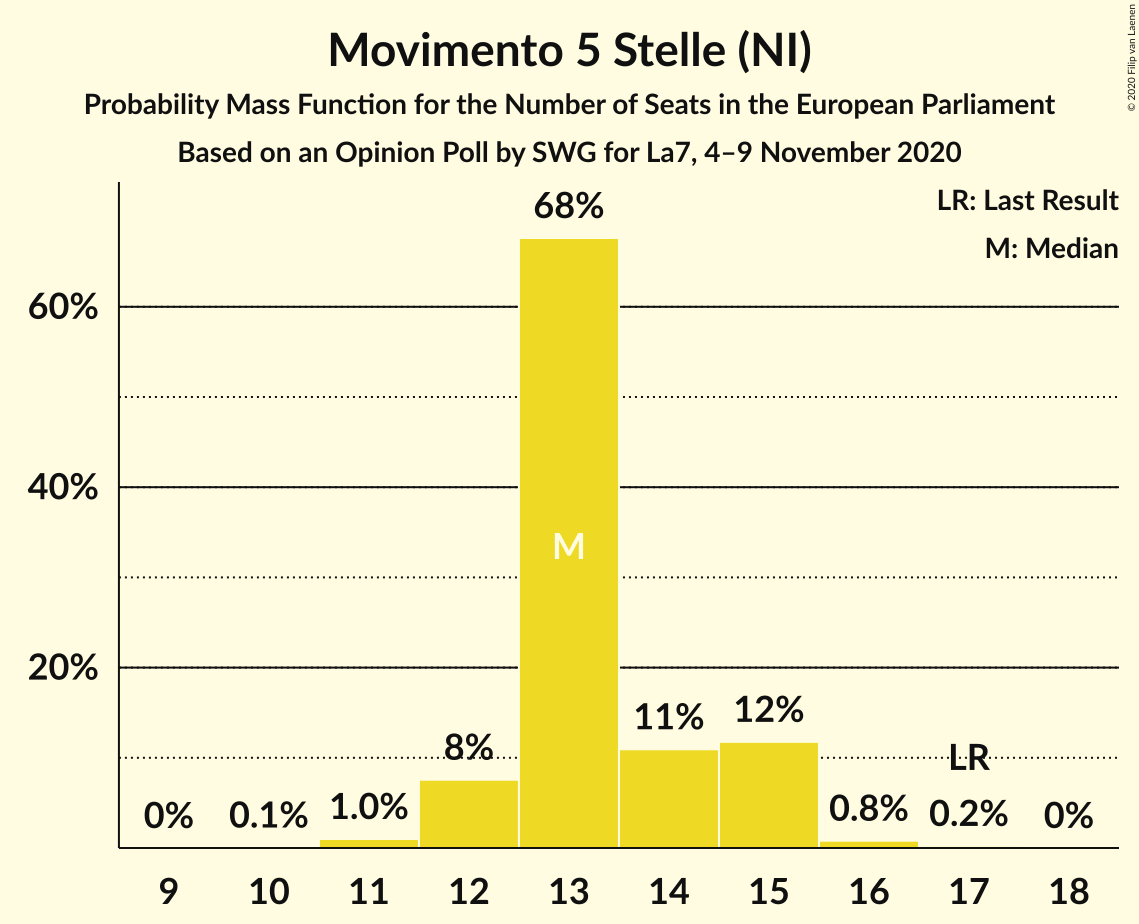 Movimento 5 Stelle (NI)
Probability Mass Function for the Number of Seats in the European Parliament
Based on an Opinion Poll by SWG for La7, 4–9 November 2020
© 2020 Filip van Laenen
LR: Last Result
M: Median
68%
60%
40%
20%
M
0%
0.1%
1.0%
8%
11%
12%
0.8%
LR
0.2%
0%
9 10 11 12 13 14 15 16 17 18